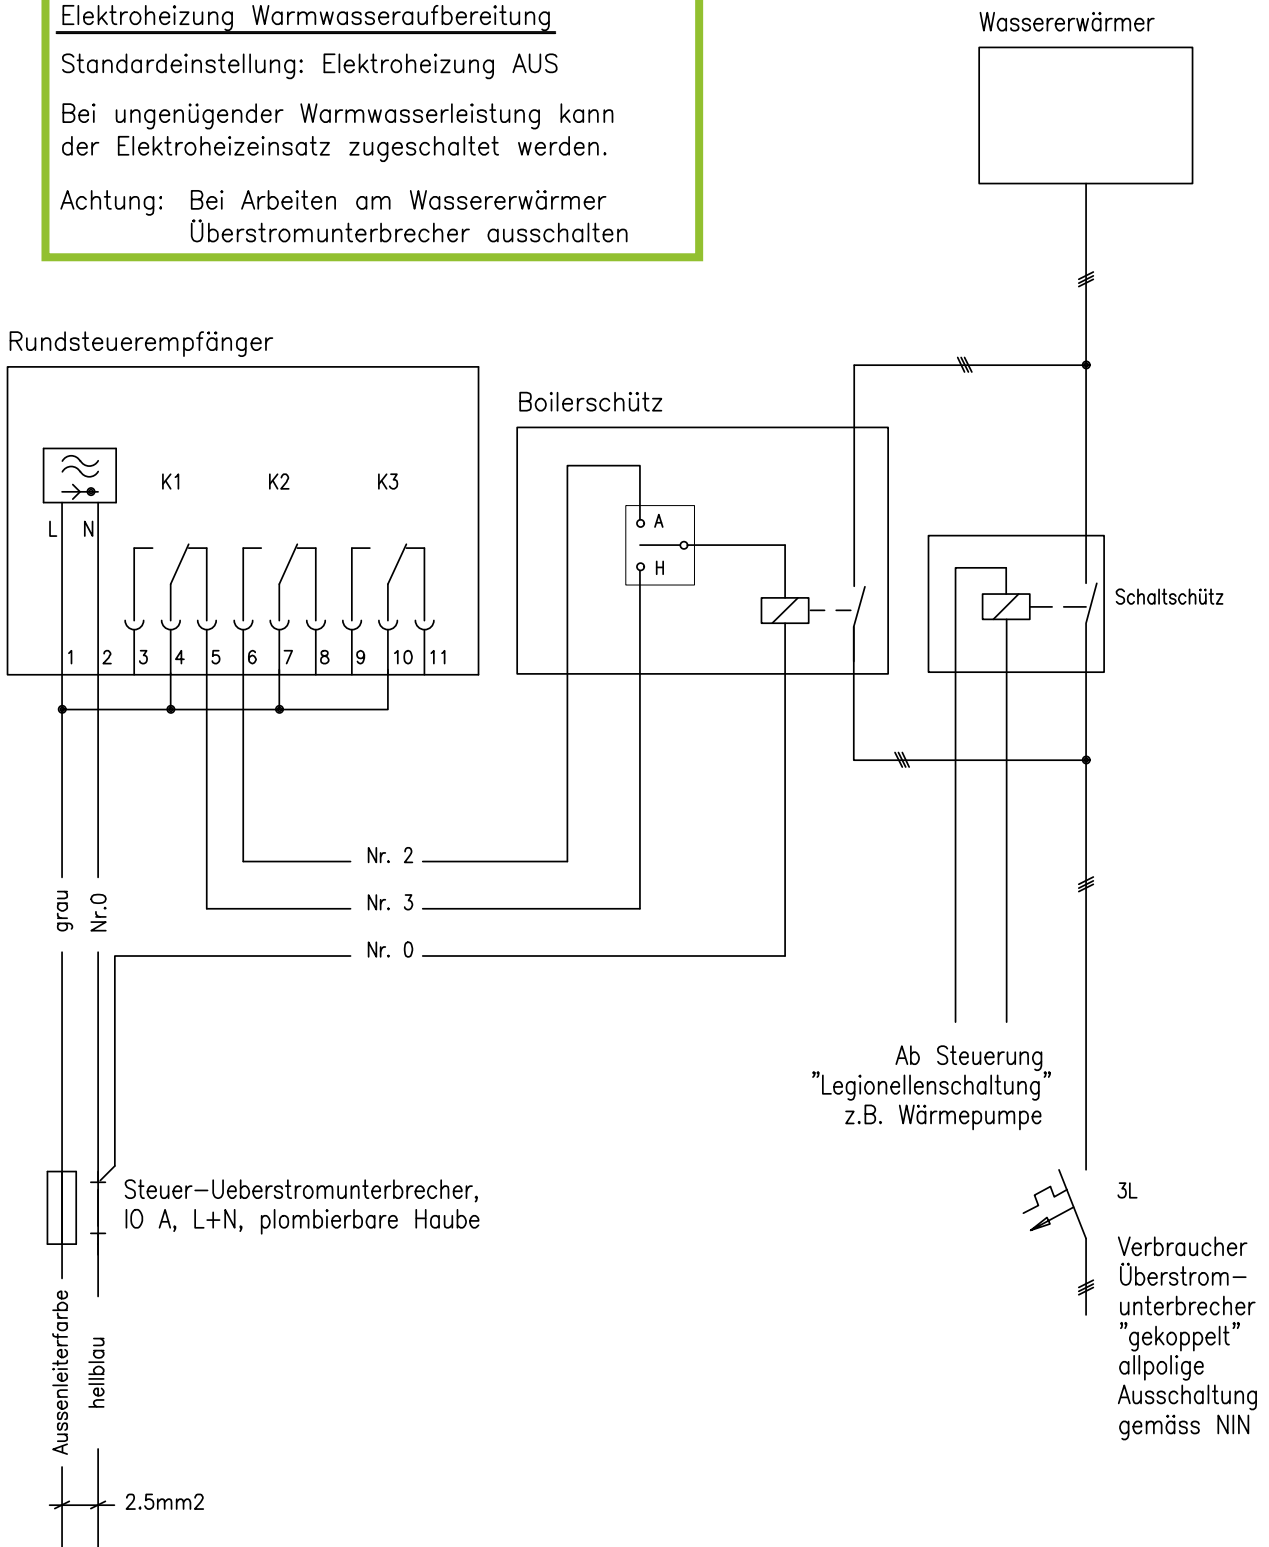 Elektroheizung Warmwasseraufbereitung
Standardeinstellung: Elektroheizung AUS
Bei ungenügender Warmwasserleistung kann
der Elektroheizeinsatz zugeschaltet werden.
Achtung: Bei Arbeiten am Wassererwärmer
Überstromunterbrecher ausschalten
Wassererwärmer
Rundsteuerempfänger
K1 K2 K3
L N
1 2 3 4 5 6 7 8 9 10 11
Boilerschütz
A
H
Schaltschütz
Nr. 2
Nr. 3
Nr. 0
grau
Nr.0
Ab Steuerung
"Legionellenschaltung"
z.B. Wärmepumpe
Steuer-Ueberstromunterbrecher,
10 A, L+N, plombierbare Haube
3L
Verbraucher
Überstrom-
unterbrecher
"gekoppelt"
allpolige
Ausschaltung
gemäss NIN
Aussenleiterfarbe
hellblau
2.5mm2